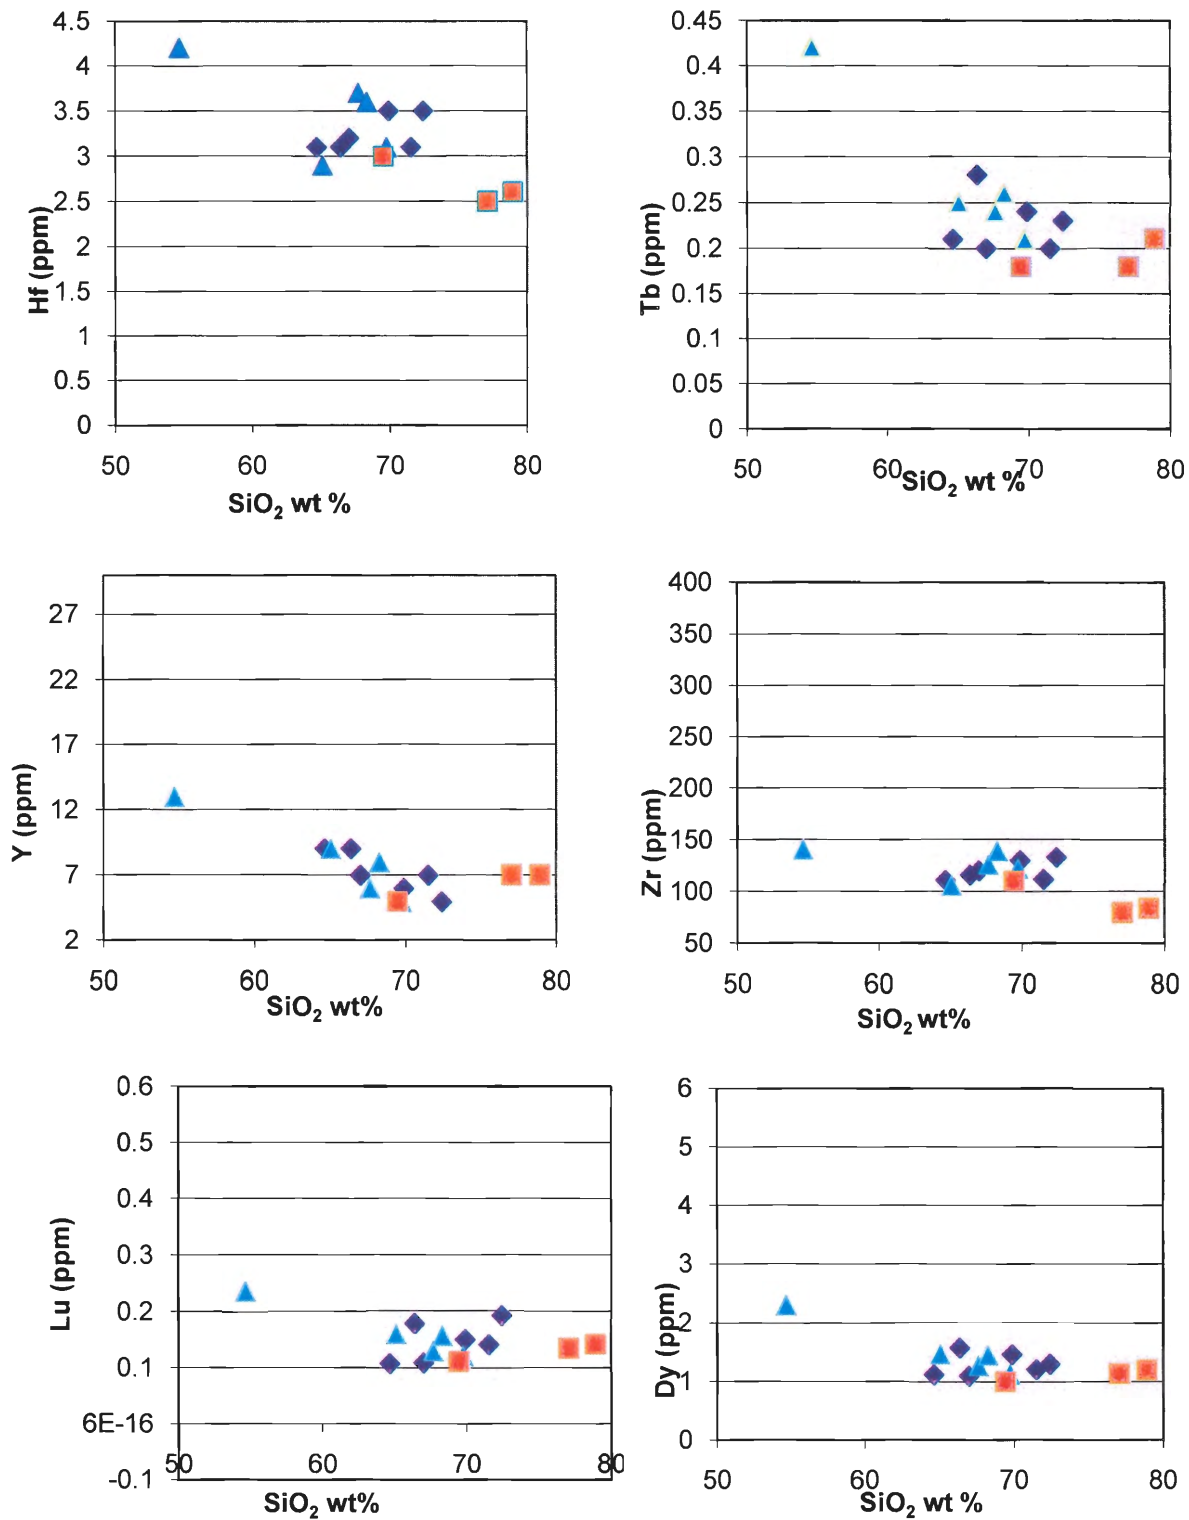 4.5
4
3.5
3
2.5
2
1.5
1
0.5
0
Hf (ppm)
50 60 70 80
SiO₂ wt %
0.45
0.4
0.35
0.3
0.25
0.2
0.15
0.1
0.05
0
Tb (ppm)
50 60 70 80
SiO₂ wt %
27
22
17
12
7
2
Y (ppm)
50 60 70 80
SiO₂ wt%
400
350
300
250
200
150
100
50
Zr (ppm)
50 60 70 80
SiO₂ wt%
0.6
0.5
0.4
0.3
0.2
0.1
6E-16
-0.1
Lu (ppm)
50 60 70 80
SiO₂ wt%
6
5
4
3
2
1
0
Dy (ppm)
50 60 70 80
SiO₂ wt %